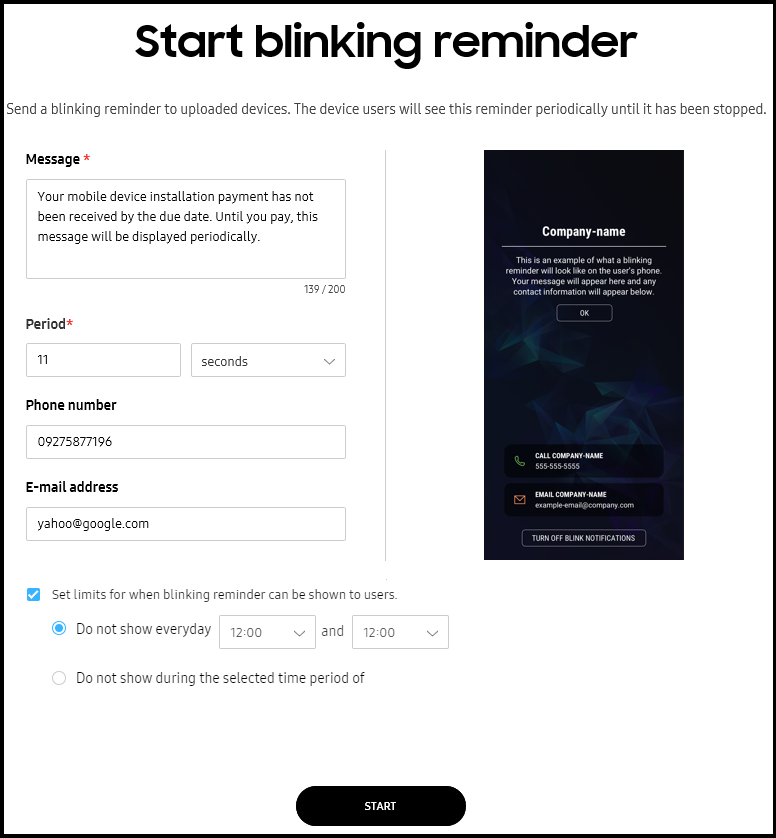 Start blinking reminder
Send a blinking reminder to uploaded devices. The device users will see this reminder periodically until it has been stopped.
Message *
Your mobile device installation payment has not
been received by the due date. Until you pay, this
message will be displayed periodically.
139 / 200
Period*
11
seconds
Phone number
09275877196
E-mail address
yahoo@google.com
Company-name
This is an example of what a blinking
reminder will look like on the user's phone.
Your message will appear here and any
contact information will appear below.
OK
CALL COMPANY-NAME
555-555-5555
EMAIL COMPANY-NAME
example-email@company.com
TURN OFF BLINK NOTIFICATIONS
Set limits for when blinking reminder can be shown to users.
Do not show everyday 12:00 and 12:00
Do not show during the selected time period of
START